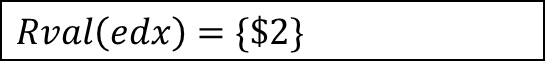 Rval(edx) = {$2}